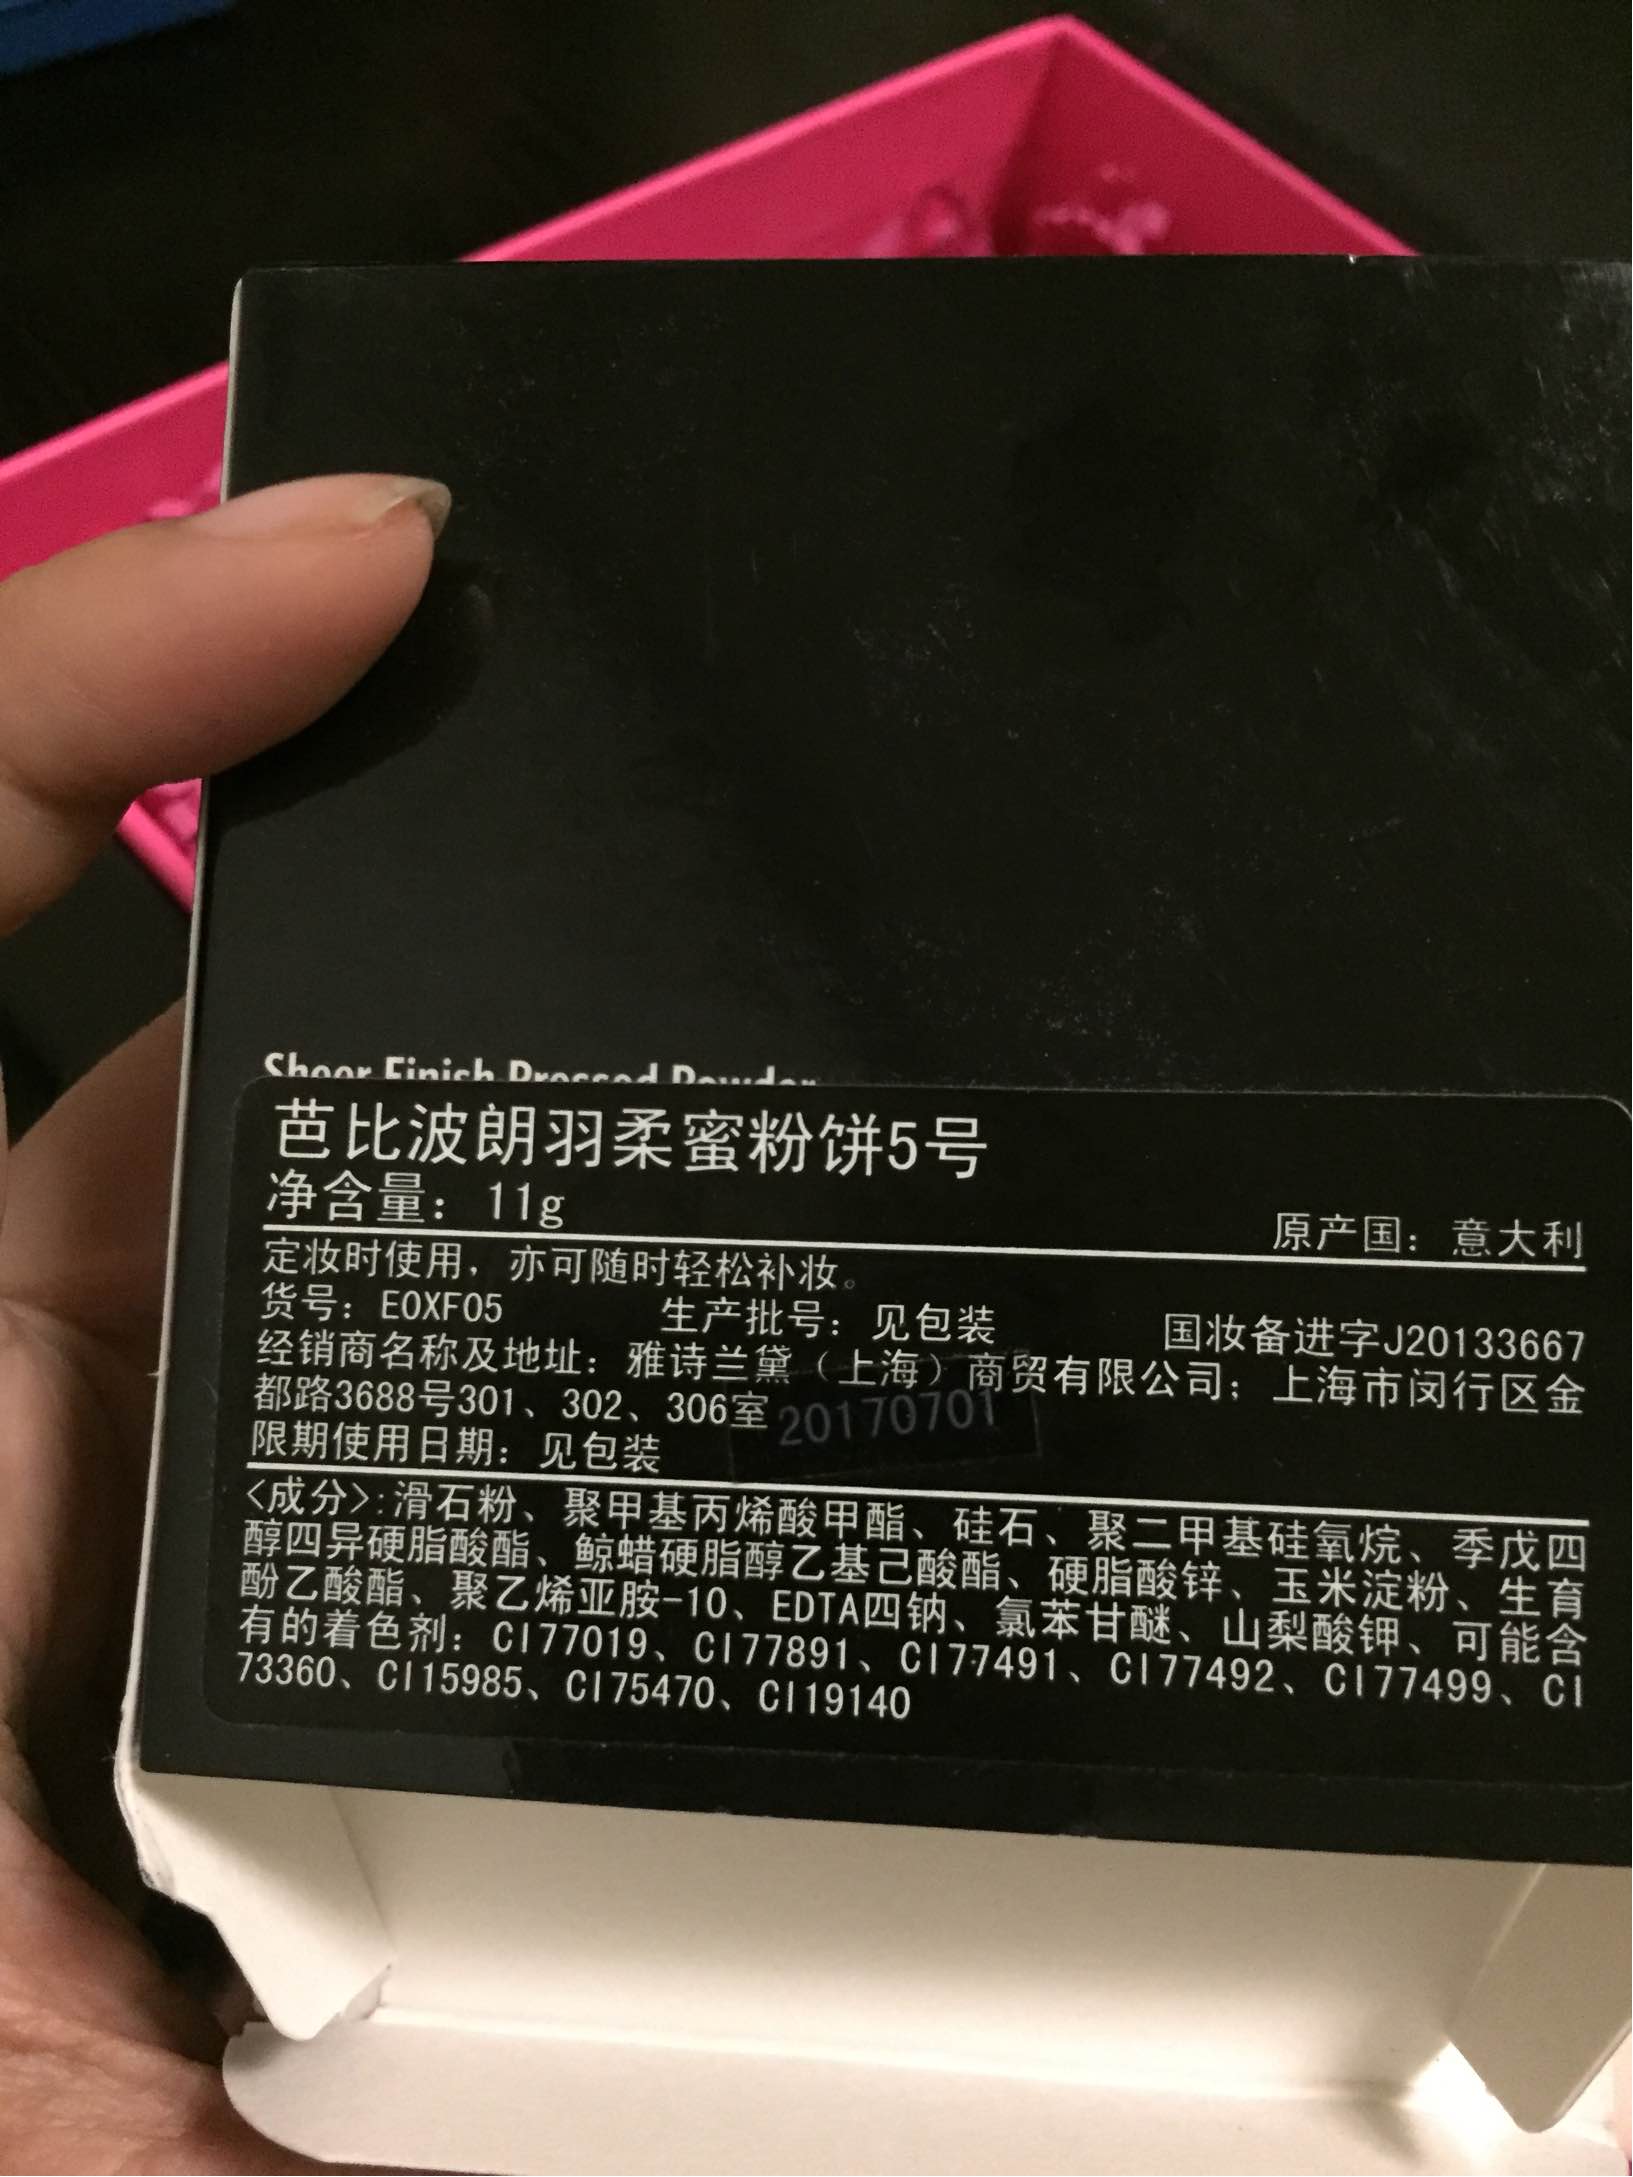 Sheer Finish Pressed Powder
芭比波朗羽柔蜜粉饼5号
净含量：11g
原产国：意大利
定妆时使用，亦可随时轻松补妆。
货号：E0XF05 生产批号：见包装 国妆备进字J20133667
经销商名称及地址：雅诗兰黛（上海）商贸有限公司；上海市闵行区金
都路3688号301、302、306室
20170701
限期使用日期：见包装
<成分>:滑石粉、聚甲基丙烯酸甲酯、硅石、聚二甲基硅氧烷、季戊四
醇四异硬脂酸酯、鲸蜡硬脂醇乙基己酸酯、硬脂酸锌、玉米淀粉、生育
酚乙酸酯、聚乙烯亚胺-10、EDTA四钠、氯苯甘醚、山梨酸钾、可能含
有的着色剂：CI77019、CI77891、CI77491、CI77492、CI77499、CI
73360、CI15985、CI75470、CI19140